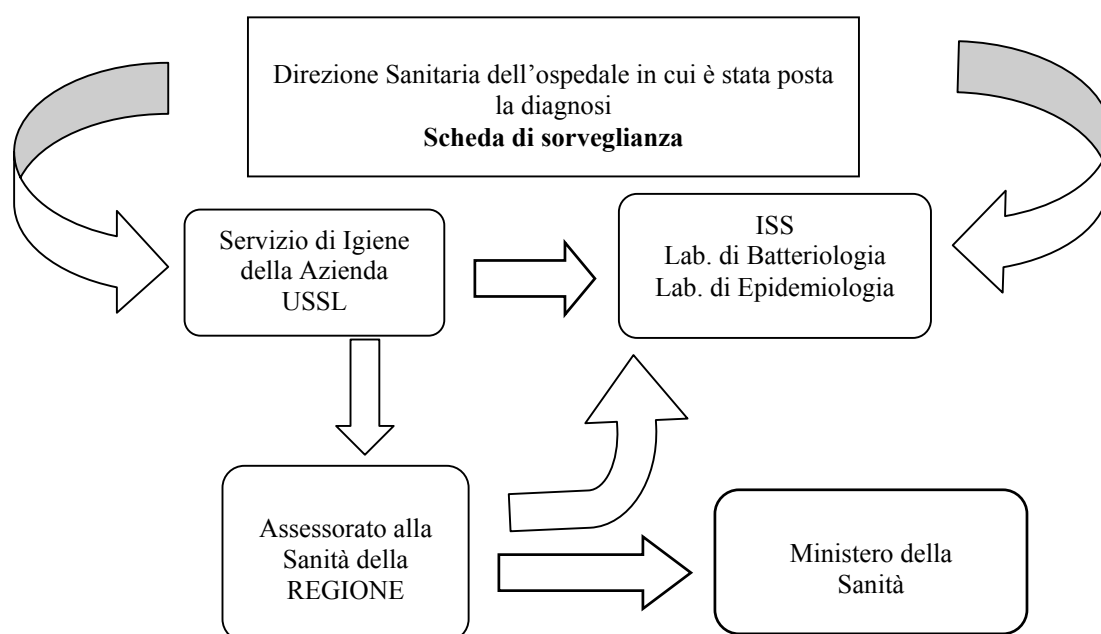 Direzione Sanitaria dell’ospedale in cui è stata posta
la diagnosi
Scheda di sorveglianza
Servizio di Igiene
della Azienda
USSL
ISS
Lab. di Batteriologia
Lab. di Epidemiologia
Assessorato alla
Sanità della
REGIONE
Ministero della
Sanità